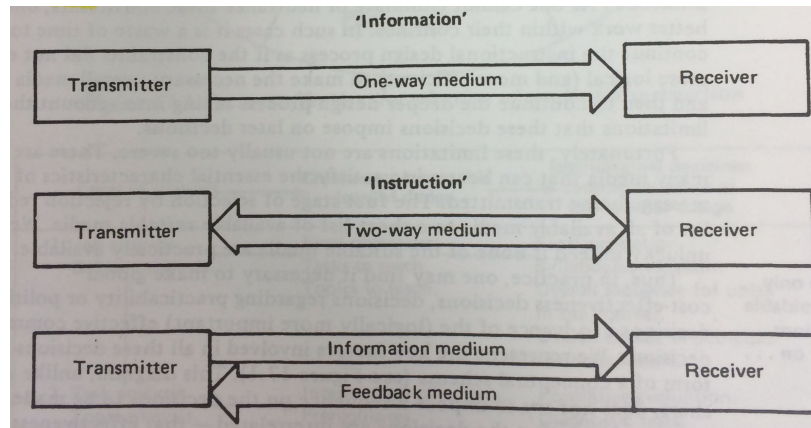 'Information'
Transmitter One-way medium Receiver
'Instruction'
Transmitter Two-way medium Receiver
Information medium
Transmitter Receiver
Feedback medium